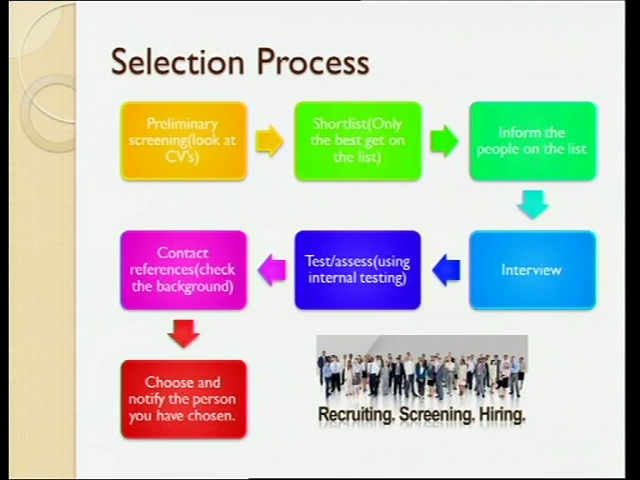 Selection Process
Preliminary
screening(look at
CV's)
Shortlist(Only
the best get on
the list)
Inform the
people on the list
Interview
Test/assess(using
internal testing)
Contact
references(check
the background)
Choose and
notify the person
you have chosen.
Recruiting. Screening. Hiring.